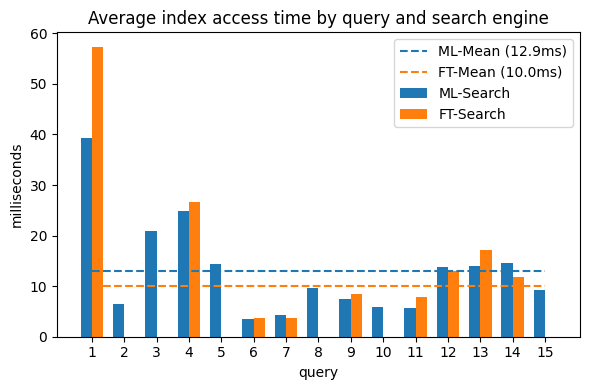 Average index access time by query and search engine
60
50
40
30
20
10
0
milliseconds
ML-Mean (12.9ms)
FT-Mean (10.0ms)
ML-Search
FT-Search
1 2 3 4 5 6 7 8 9 10 11 12 13 14 15
query